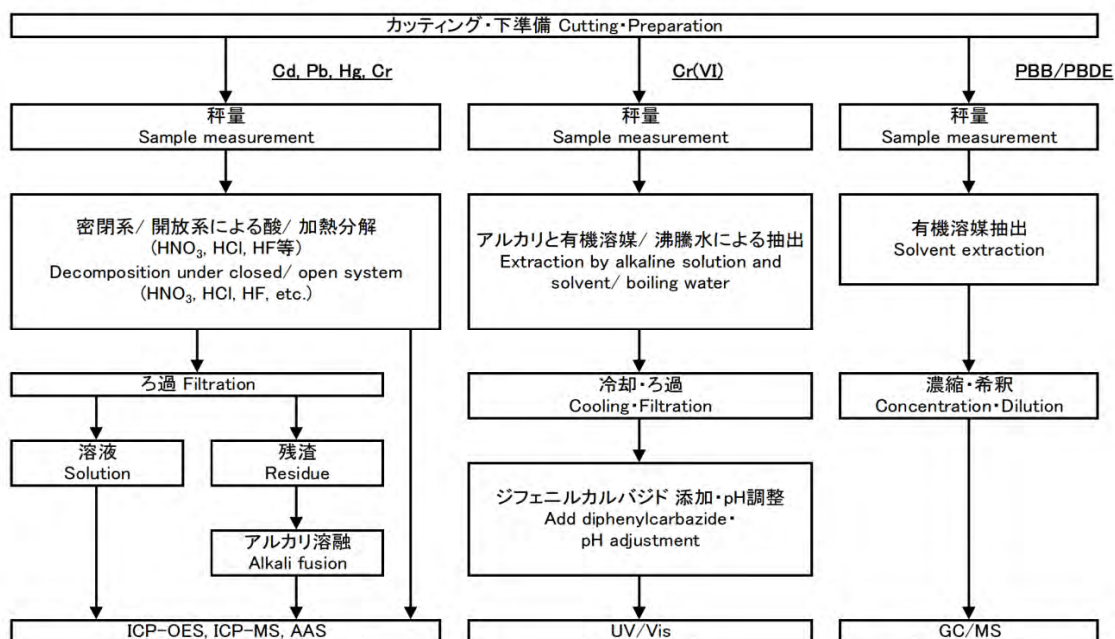 カッティング・下準備 Cutting・Preparation
Cd, Pb, Hg, Cr
Cr(VI)
PBB/PBDE
秤量
Sample measurement
秤量
Sample measurement
秤量
Sample measurement
密閉系/ 開放系による酸/ 加熱分解
(HNO₃, HCl, HF等)
Decomposition under closed/ open system
(HNO₃, HCl, HF, etc.)
アルカリと有機溶媒/ 沸騰水による抽出
Extraction by alkaline solution and
solvent/ boiling water
有機溶媒抽出
Solvent extraction
ろ過 Filtration
冷却・ろ過
Cooling・Filtration
濃縮・希釈
Concentration・Dilution
溶液
Solution
残渣
Residue
ジフェニルカルバジド 添加・pH調整
Add diphenylcarbazide・
pH adjustment
アルカリ溶融
Alkali fusion
ICP-OES, ICP-MS, AAS
UV/Vis
GC/MS